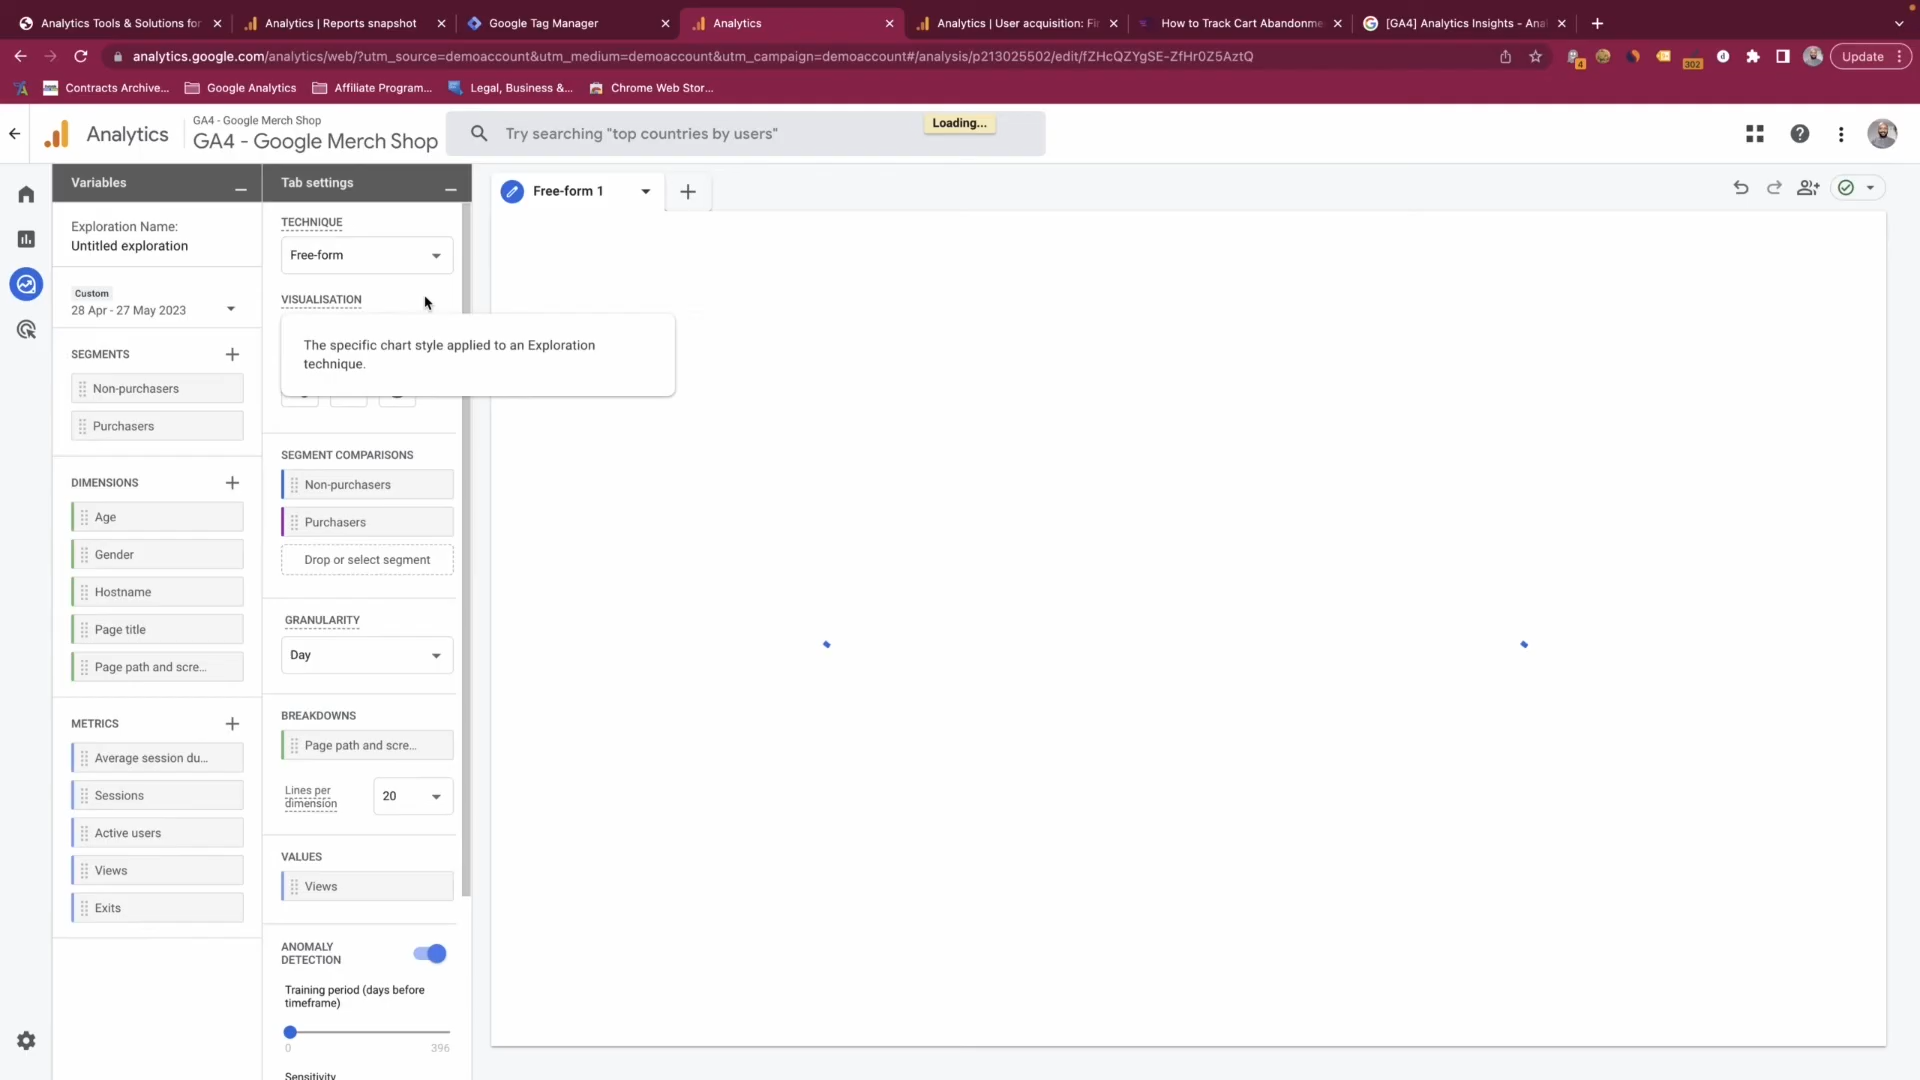 Analytics Tools & Solutions for
Analytics | Reports snapshot
Google Tag Manager
Analytics
Analytics | User acquisition: Fir
How to Track Cart Abandonme
[GA4] Analytics Insights - Ana
analytics.google.com/analytics/web/?utm_source=demoaccount&utm_medium=demoaccount&utm_campaign=demoaccount#/analysis/p213025502/edit/fZHcQZYgSE-ZfHr0Z5AztQ
4
302
Update
Contracts Archive...
Google Analytics
Affiliate Program...
Legal, Business &...
Chrome Web Stor...
Analytics
GA4 - Google Merch Shop
GA4 - Google Merch Shop
Try searching "top countries by users"
Loading...
Variables
Exploration Name:
Untitled exploration
Custom
28 Apr - 27 May 2023
SEGMENTS
Non-purchasers
Purchasers
DIMENSIONS
Age
Gender
Hostname
Page title
Page path and scre...
METRICS
Average session du...
Sessions
Active users
Views
Exits
Tab settings
TECHNIQUE
Free-form
VISUALISATION
The specific chart style applied to an Exploration
technique.
SEGMENT COMPARISONS
Non-purchasers
Purchasers
Drop or select segment
GRANULARITY
Day
BREAKDOWNS
Page path and scre...
Lines per
dimension
20
VALUES
Views
ANOMALY
DETECTION
Training period (days before
timeframe)
0
396
Sensitivity
Free-form 1